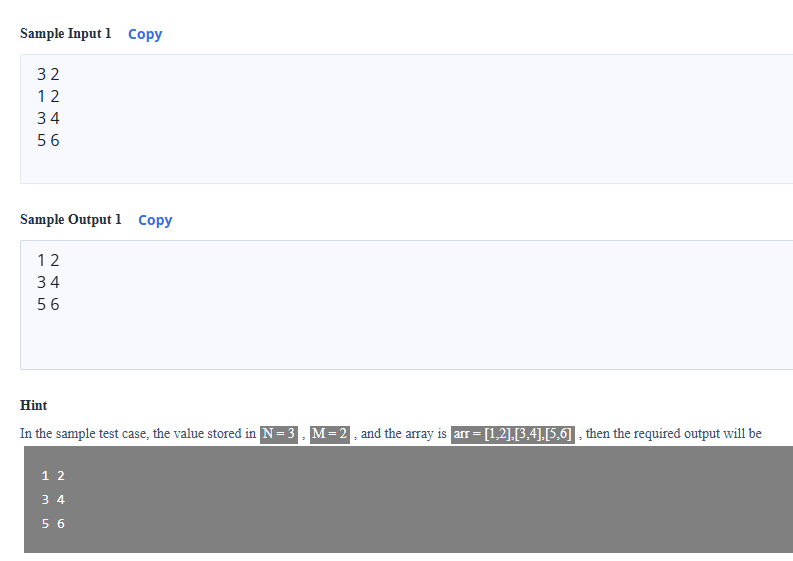 Sample Input 1 Copy
3 2
1 2
3 4
5 6
Sample Output 1 Copy
1 2
3 4
5 6
Hint
In the sample test case, the value stored in N = 3 , M = 2 , and the array is arr = [1,2],[3,4],[5,6] , then the required output will be
1 2
3 4
5 6